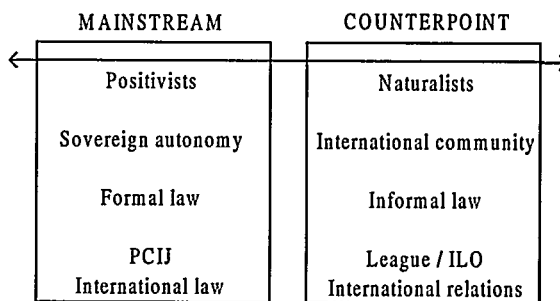 MAINSTREAM COUNTERPOINT
Positivists Naturalists
Sovereign autonomy International community
Formal law Informal law
PCIJ League / ILO
International law International relations